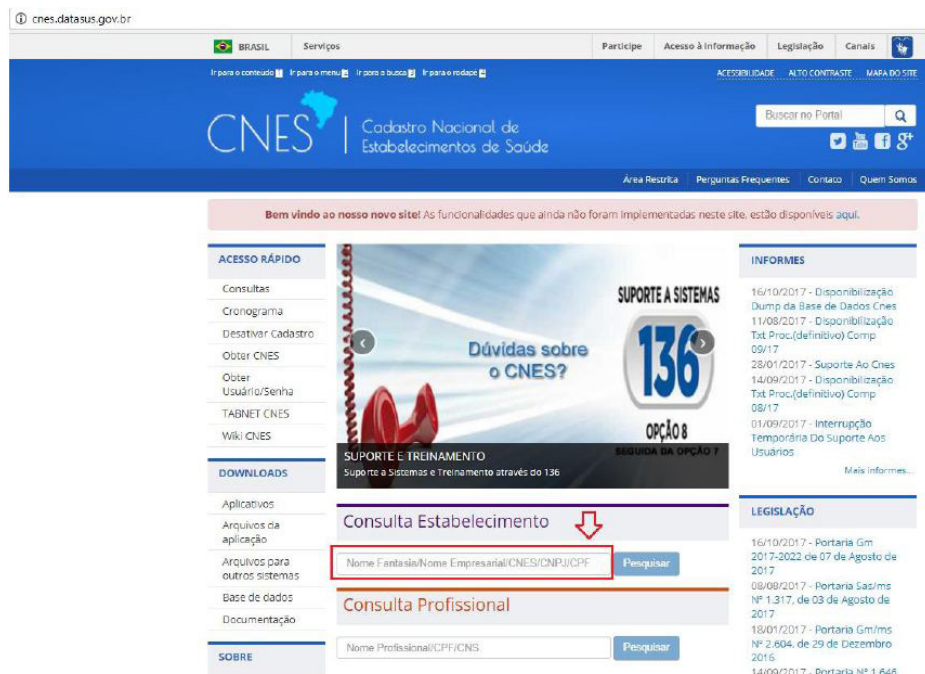 cnes.datasus.gov.br
BRASIL Serviços Participe Acesso à Informação Legislação Canais
Ir para o conteúdo 1 Ir para o menu 2 Ir para a busca 3 Ir para o rodapé 4 ACESSIBILIDADE ALTO CONTRASTE MAPA DO SITE
CNES Cadastro Nacional de
Estabelecimentos de Saúde
Buscar no Portal
Área Restrita Perguntas Frequentes Contato Quem Somos
Bem vindo ao nosso novo site! As funcionalidades que ainda não foram implementadas neste site, estão disponíveis aqui.
ACESSO RÁPIDO
Consultas
Cronograma
Desativar Cadastro
Obter CNES
Obter
Usuário/Senha
TABNET CNES
Wiki CNES
DOWNLOADS
Aplicativos
Arquivos da
aplicação
Arquivos para
outros sistemas
Base de dados
Documentação
SOBRE
Dúvidas sobre
o CNES?
SUPORTE A SISTEMAS
136
OPÇÃO 8
SEGUIDA DA OPÇÃO 7
SUPORTE E TREINAMENTO
Suporte a Sistemas e Treinamento através do 136
Consulta Estabelecimento
Nome Fantasia/Nome Empresarial/CNES/CNPJ/CPF Pesquisar
Consulta Profissional
Nome Profissional/CPF/CNS Pesquisar
INFORMES
16/10/2017 - Disponibilização
Dump da Base de Dados Cnes
11/08/2017 - Disponibilização
Txt Proc.(definitivo) Comp
09/17
28/01/2017 - Suporte Ao Cnes
14/09/2017 - Disponibilização
Txt Proc.(definitivo) Comp
08/17
01/09/2017 - Interrupção
Temporária Do Suporte Aos
Usuários
Mais informes...
LEGISLAÇÃO
16/10/2017 - Portaria Gm
2017-2022 de 07 de Agosto de
2017
08/08/2017 - Portaria Sas/ms
Nº 1.317, de 03 de Agosto de
2017
18/01/2017 - Portaria Gm/ms
Nº 2.604, de 29 de Dezembro
2016
14/09/2017 - Portaria Nº 1.646